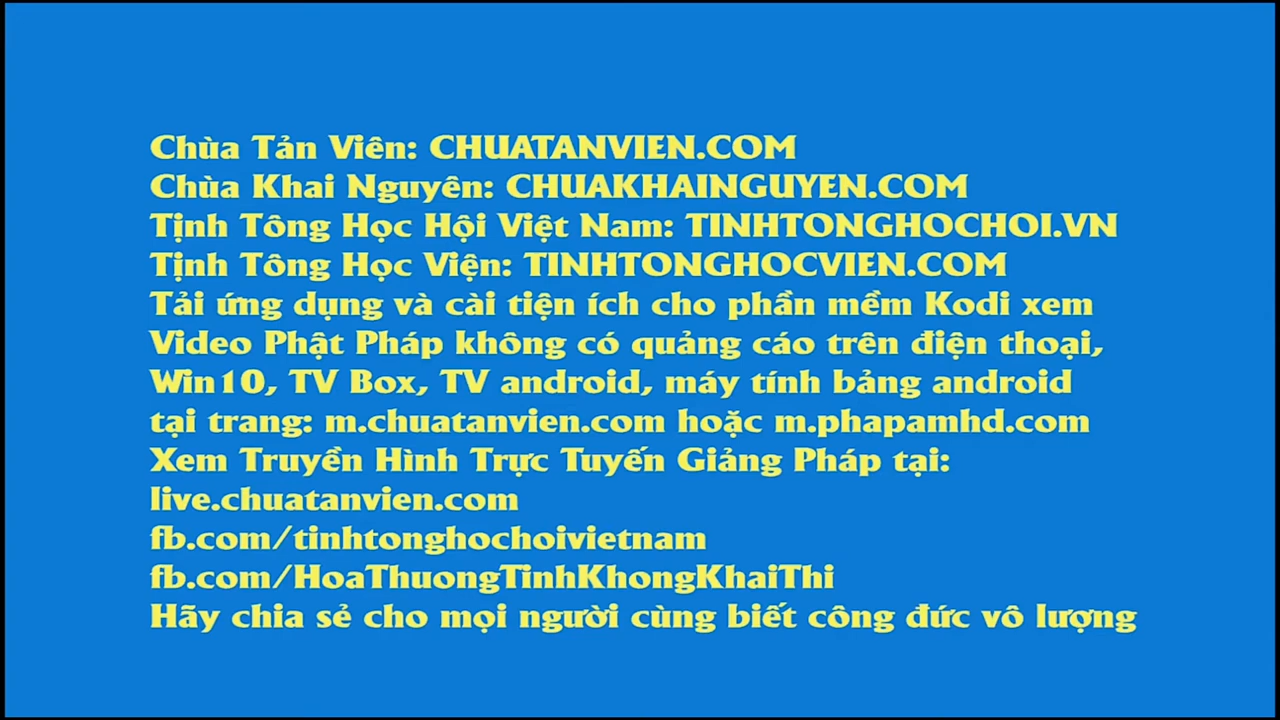 Chùa Tản Viên: CHUATANVIEN.COM
Chùa Khai Nguyên: CHUAKHAINGUYEN.COM
Tịnh Tông Học Hội Việt Nam: TINHTONGHOCHOI.VN
Tịnh Tông Học Viện: TINHTONGHOCVIEN.COM
Tải ứng dụng và cài tiện ích cho phần mềm Kodi xem
Video Phật Pháp không có quảng cáo trên điện thoại,
Win10, TV Box, TV android, máy tính bảng android
tại trang: m.chuatanvien.com hoặc m.phapamhd.com
Xem Truyền Hình Trực Tuyến Giảng Pháp tại:
live.chuatanvien.com
fb.com/tinhtonghochoivietnam
fb.com/HoaThuongTinhKhongKhaiThi
Hãy chia sẻ cho mọi người cùng biết công đức vô lượng